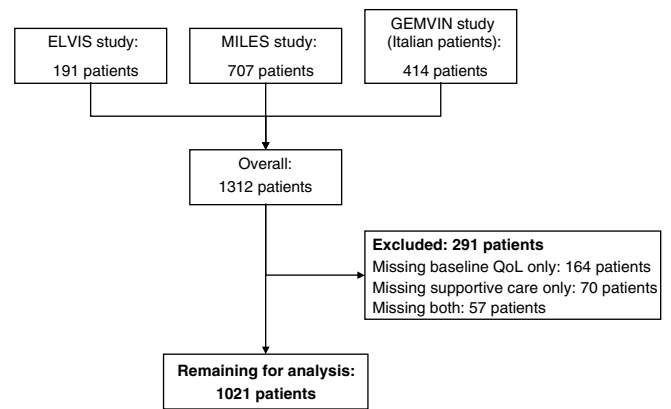 ELVIS study:
191 patients
MILES study:
707 patients
GEMVIN study
(Italian patients):
414 patients
Overall:
1312 patients
Excluded: 291 patients
Missing baseline QoL only: 164 patients
Missing supportive care only: 70 patients
Missing both: 57 patients
Remaining for analysis:
1021 patients